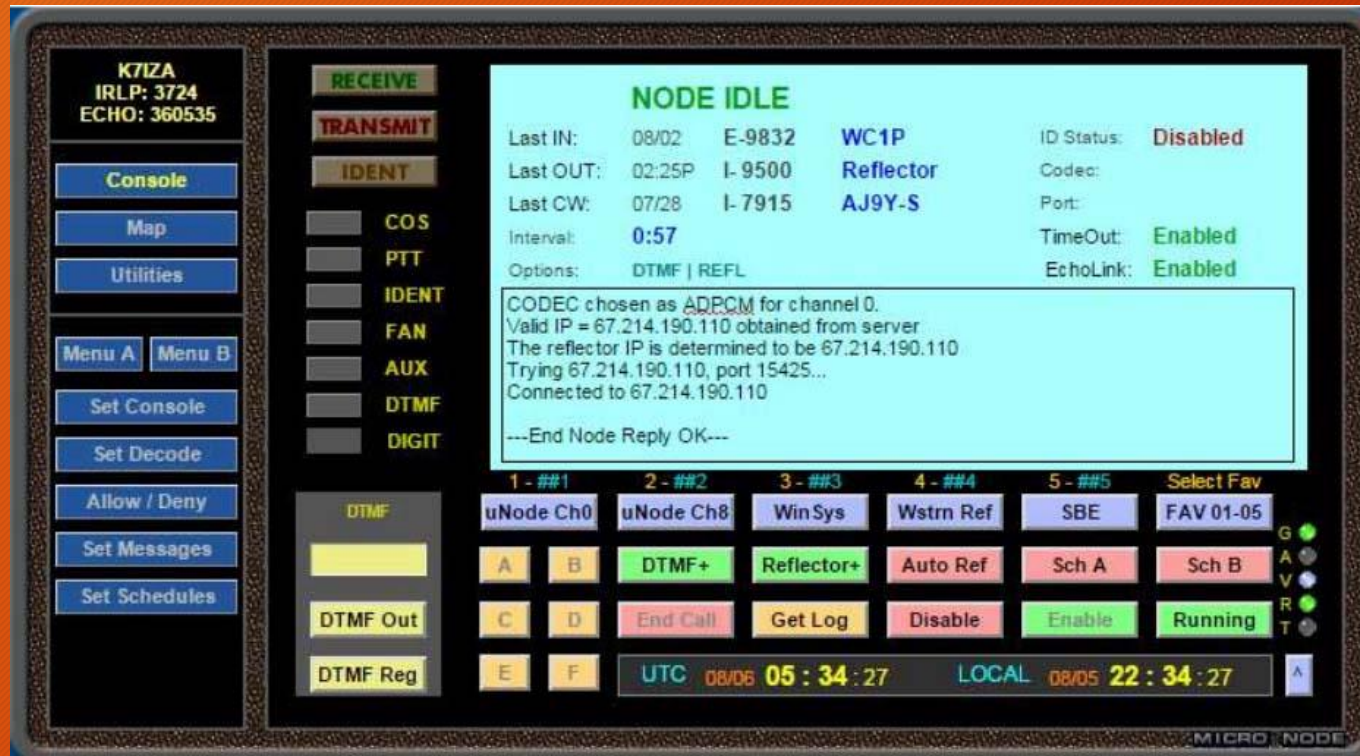 K7IZA
IRLP: 3724
ECHO: 360535
Console
Map
Utilities
Menu A Menu B
Set Console
Set Decode
Allow / Deny
Set Messages
Set Schedules
RECEIVE
TRANSMIT
IDENT
COS
PTT
IDENT
FAN
AUX
DTMF
DIGIT
NODE IDLE
Last IN: 08/02 E-9832 WC1P ID Status: Disabled
Last OUT: 02:25P I-9500 Reflector Codec:
Last CW: 07/28 I-7915 AJ9Y-S Port:
Interval: 0:57 TimeOut: Enabled
Options: DTMF | REFL EchoLink: Enabled
CODEC chosen as ADPCM for channel 0.
Valid IP = 67.214.190.110 obtained from server
The reflector IP is determined to be 67.214.190.110
Trying 67.214.190.110, port 15425...
Connected to 67.214.190.110
---End Node Reply OK---
1 - ##1 2 - ##2 3 - ##3 4 - ##4 5 - ##5 Select Fav
uNode Ch0 uNode Ch8 WinSys Wstrn Ref SBE FAV 01-05
A B DTMF+ Reflector+ Auto Ref Sch A Sch B
C D End Call Get Log Disable Enable Running
E F UTC 08/06 05 : 34 : 27 LOCAL 08/05 22 : 34 : 27 ^
G
A
V
R
T
DTMF
DTMF Out
DTMF Reg
MICRO NODE